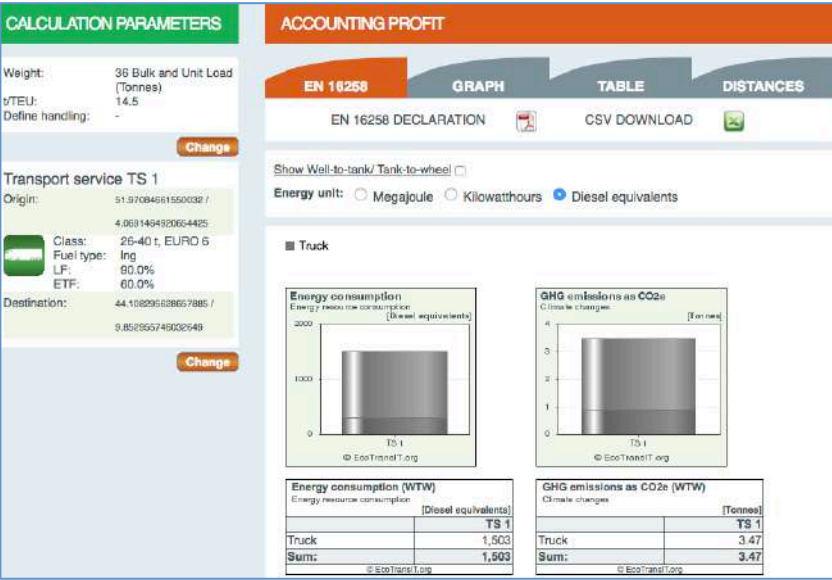 CALCULATION PARAMETERS
Weight: 36 Bulk and Unit Load
(Tonnes)
t/TEU: 14.5
Define handling: -
Change
Transport service TS 1
Origin: 51.97084661550032 /
4.0691464920654425
Class: 26-40 t, EURO 6
Fuel type: lng
LF: 90.0%
ETF: 60.0%
Destination: 44.108295628657885 /
9.852955746032649
Change
ACCOUNTING PROFIT
EN 16258 GRAPH TABLE DISTANCES
EN 16258 DECLARATION CSV DOWNLOAD
Show Well-to-tank/ Tank-to-wheel
Energy unit: Megajoule Kilowatthours Diesel equivalents
Truck
Energy consumption
Energy resource consumption
[Diesel equivalents]
2000
1000
0
TS 1
© EcoTransIT.org
GHG emissions as CO2e
Climate changes
[Tonnes]
4
3
2
1
0
TS 1
© EcoTransIT.org
Energy consumption (WTW)
Energy resource consumption
[Diesel equivalents]
TS 1
Truck 1,503
Sum: 1,503
© EcoTransIT.org
GHG emissions as CO2e (WTW)
Climate changes
[Tonnes]
TS 1
Truck 3.47
Sum: 3.47
© EcoTransIT.org